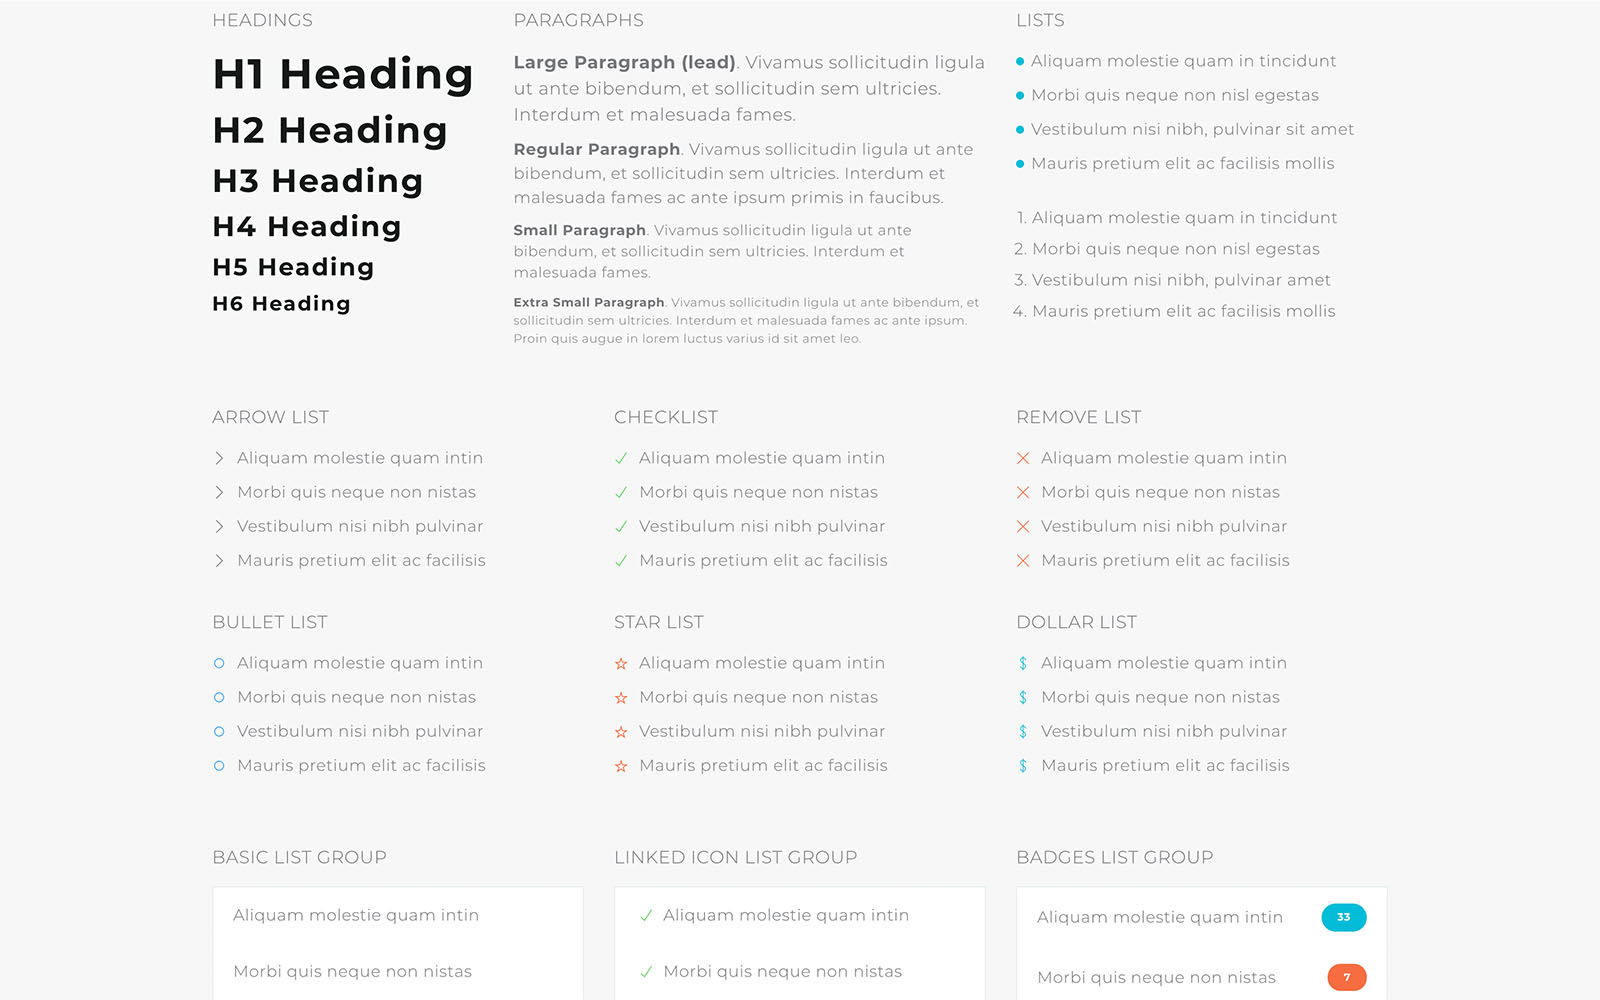 HEADINGS
H1 Heading
H2 Heading
H3 Heading
H4 Heading
H5 Heading
H6 Heading
PARAGRAPHS
Large Paragraph (lead). Vivamus sollicitudin ligula
ut ante bibendum, et sollicitudin sem ultricies.
Interdum et malesuada fames.
Regular Paragraph. Vivamus sollicitudin ligula ut ante
bibendum, et sollicitudin sem ultricies. Interdum et
malesuada fames ac ante ipsum primis in faucibus.
Small Paragraph. Vivamus sollicitudin ligula ut ante
bibendum, et sollicitudin sem ultricies. Interdum et
malesuada fames.
Extra Small Paragraph. Vivamus sollicitudin ligula ut ante bibendum, et
sollicitudin sem ultricies. Interdum et malesuada fames ac ante ipsum.
Proin quis augue in lorem luctus varius id sit amet leo.
LISTS
Aliquam molestie quam in tincidunt
Morbi quis neque non nisl egestas
Vestibulum nisi nibh, pulvinar sit amet
Mauris pretium elit ac facilisis mollis
1. Aliquam molestie quam in tincidunt
2. Morbi quis neque non nisl egestas
3. Vestibulum nisi nibh, pulvinar amet
4. Mauris pretium elit ac facilisis mollis
ARROW LIST
Aliquam molestie quam intin
Morbi quis neque non nistas
Vestibulum nisi nibh pulvinar
Mauris pretium elit ac facilisis
CHECKLIST
✓ Aliquam molestie quam intin
✓ Morbi quis neque non nistas
✓ Vestibulum nisi nibh pulvinar
✓ Mauris pretium elit ac facilisis
REMOVE LIST
Aliquam molestie quam intin
Morbi quis neque non nistas
Vestibulum nisi nibh pulvinar
Mauris pretium elit ac facilisis
BULLET LIST
Aliquam molestie quam intin
Morbi quis neque non nistas
Vestibulum nisi nibh pulvinar
Mauris pretium elit ac facilisis
STAR LIST
Aliquam molestie quam intin
Morbi quis neque non nistas
Vestibulum nisi nibh pulvinar
Mauris pretium elit ac facilisis
DOLLAR LIST
$ Aliquam molestie quam intin
$ Morbi quis neque non nistas
$ Vestibulum nisi nibh pulvinar
$ Mauris pretium elit ac facilisis
BASIC LIST GROUP
Aliquam molestie quam intin
Morbi quis neque non nistas
LINKED ICON LIST GROUP
✓ Aliquam molestie quam intin
✓ Morbi quis neque non nistas
BADGES LIST GROUP
Aliquam molestie quam intin 33
Morbi quis neque non nistas 7